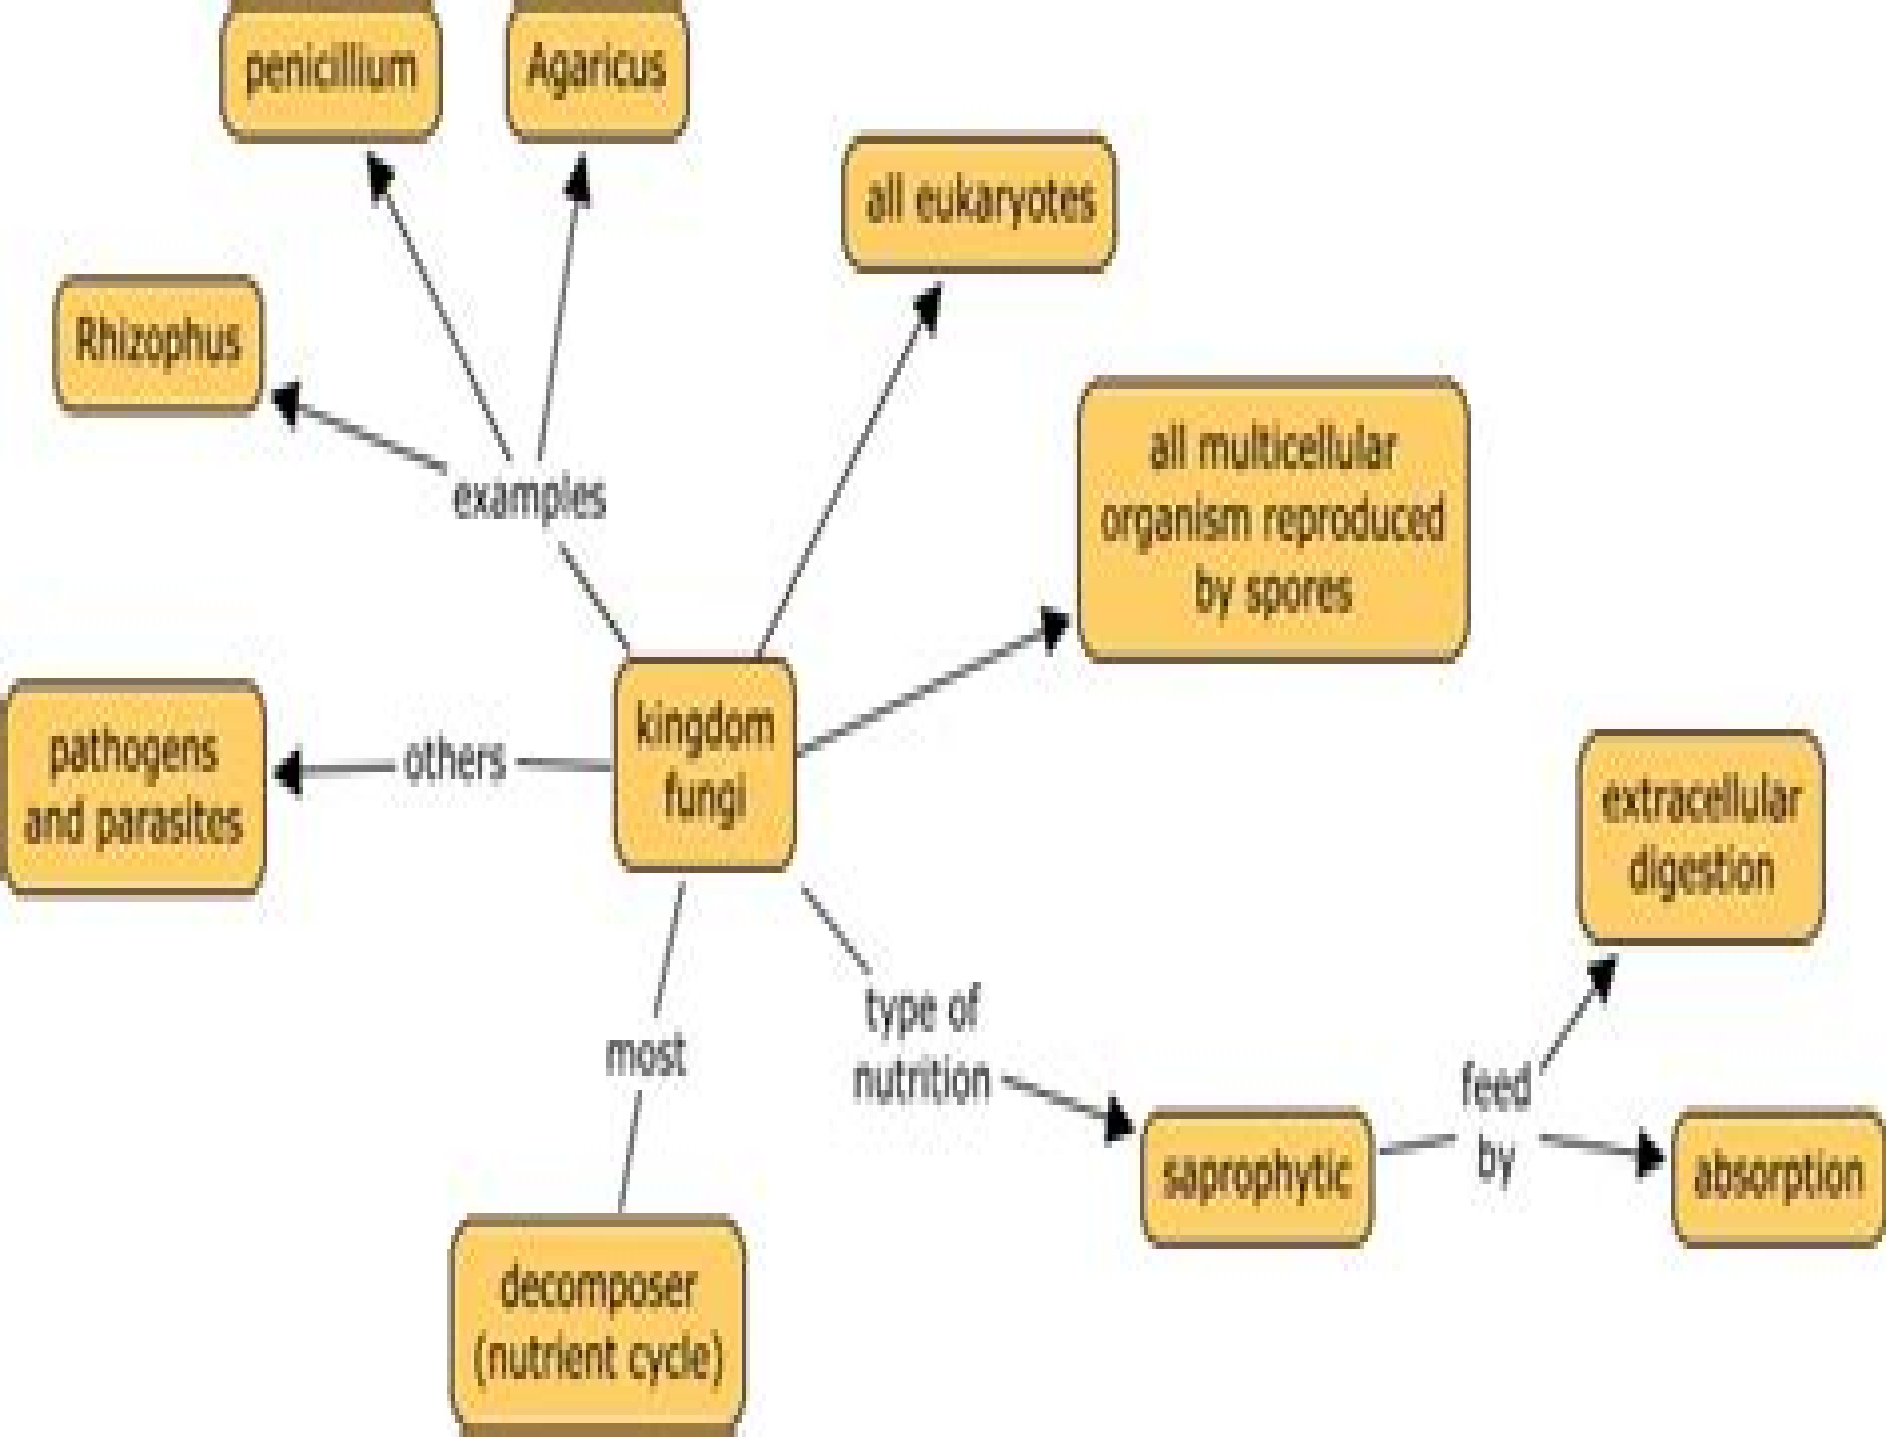 penicillium
Agaricus
all eukaryotes
Rhizophus
all multicellular
organism reproduced
by spores
examples
kingdom
fungi
pathogens
and parasites
others
extracellular
digestion
type of
nutrition
most
feed
by
saprophytic
absorption
decomposer
(nutrient cycle)